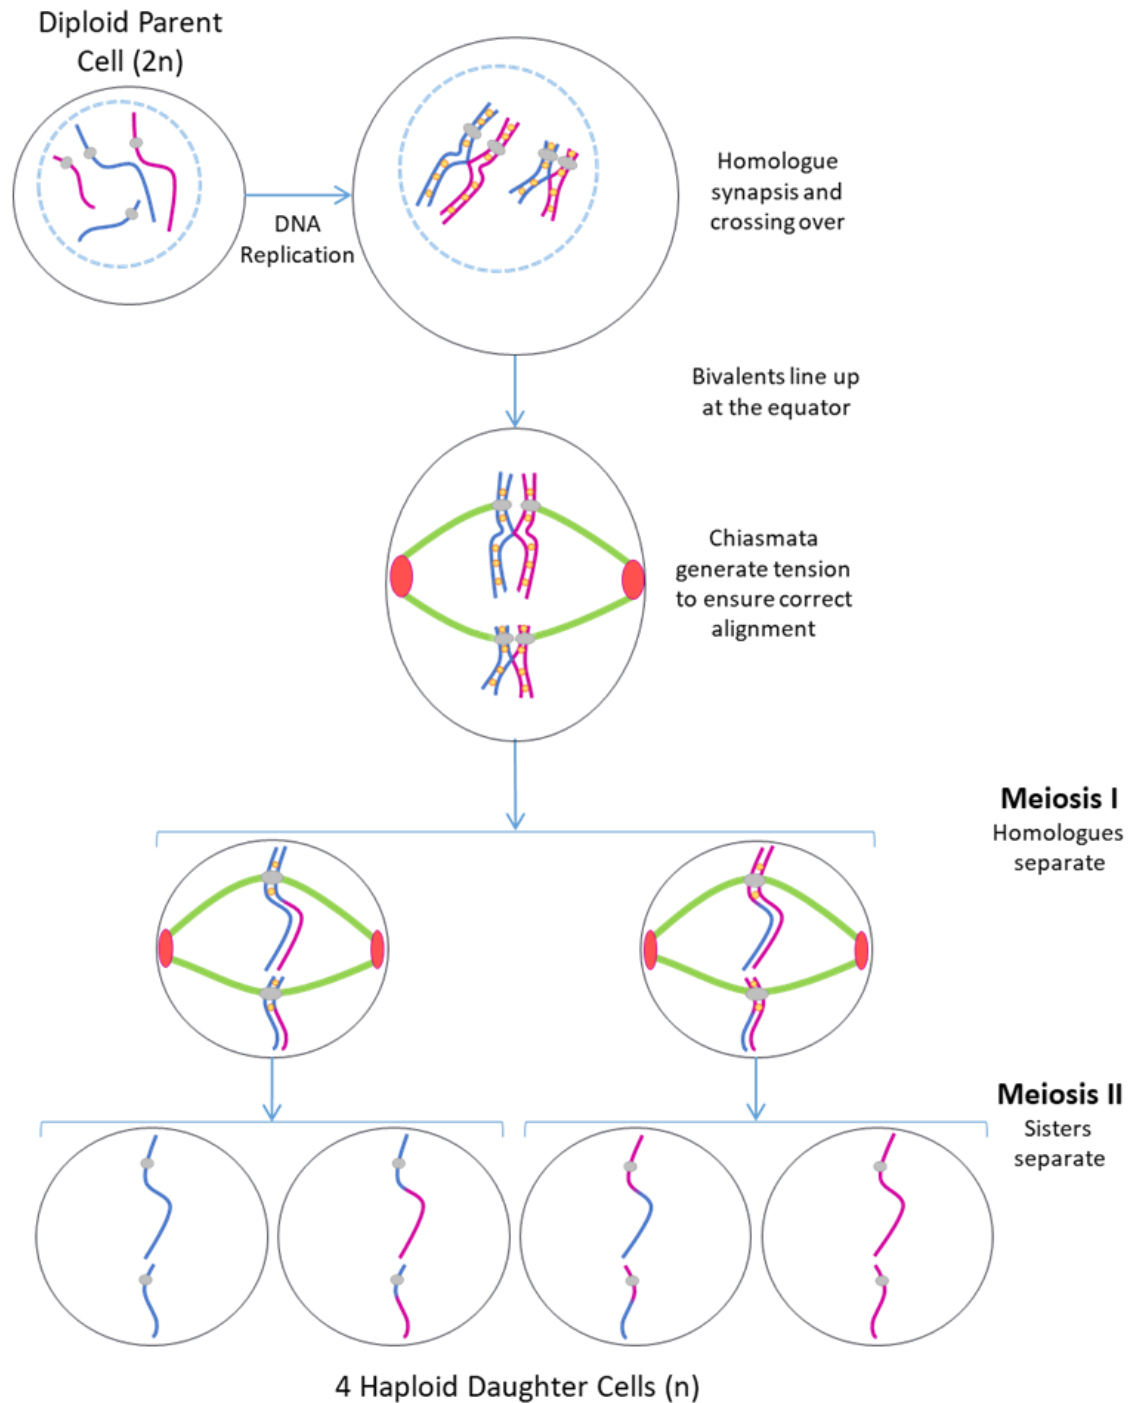 Diploid Parent
Cell (2n)
DNA
Replication
Homologue
synapsis and
crossing over
Bivalents line up
at the equator
Chiasmata
generate tension
to ensure correct
alignment
Meiosis I
Homologues
separate
Meiosis II
Sisters
separate
4 Haploid Daughter Cells (n)